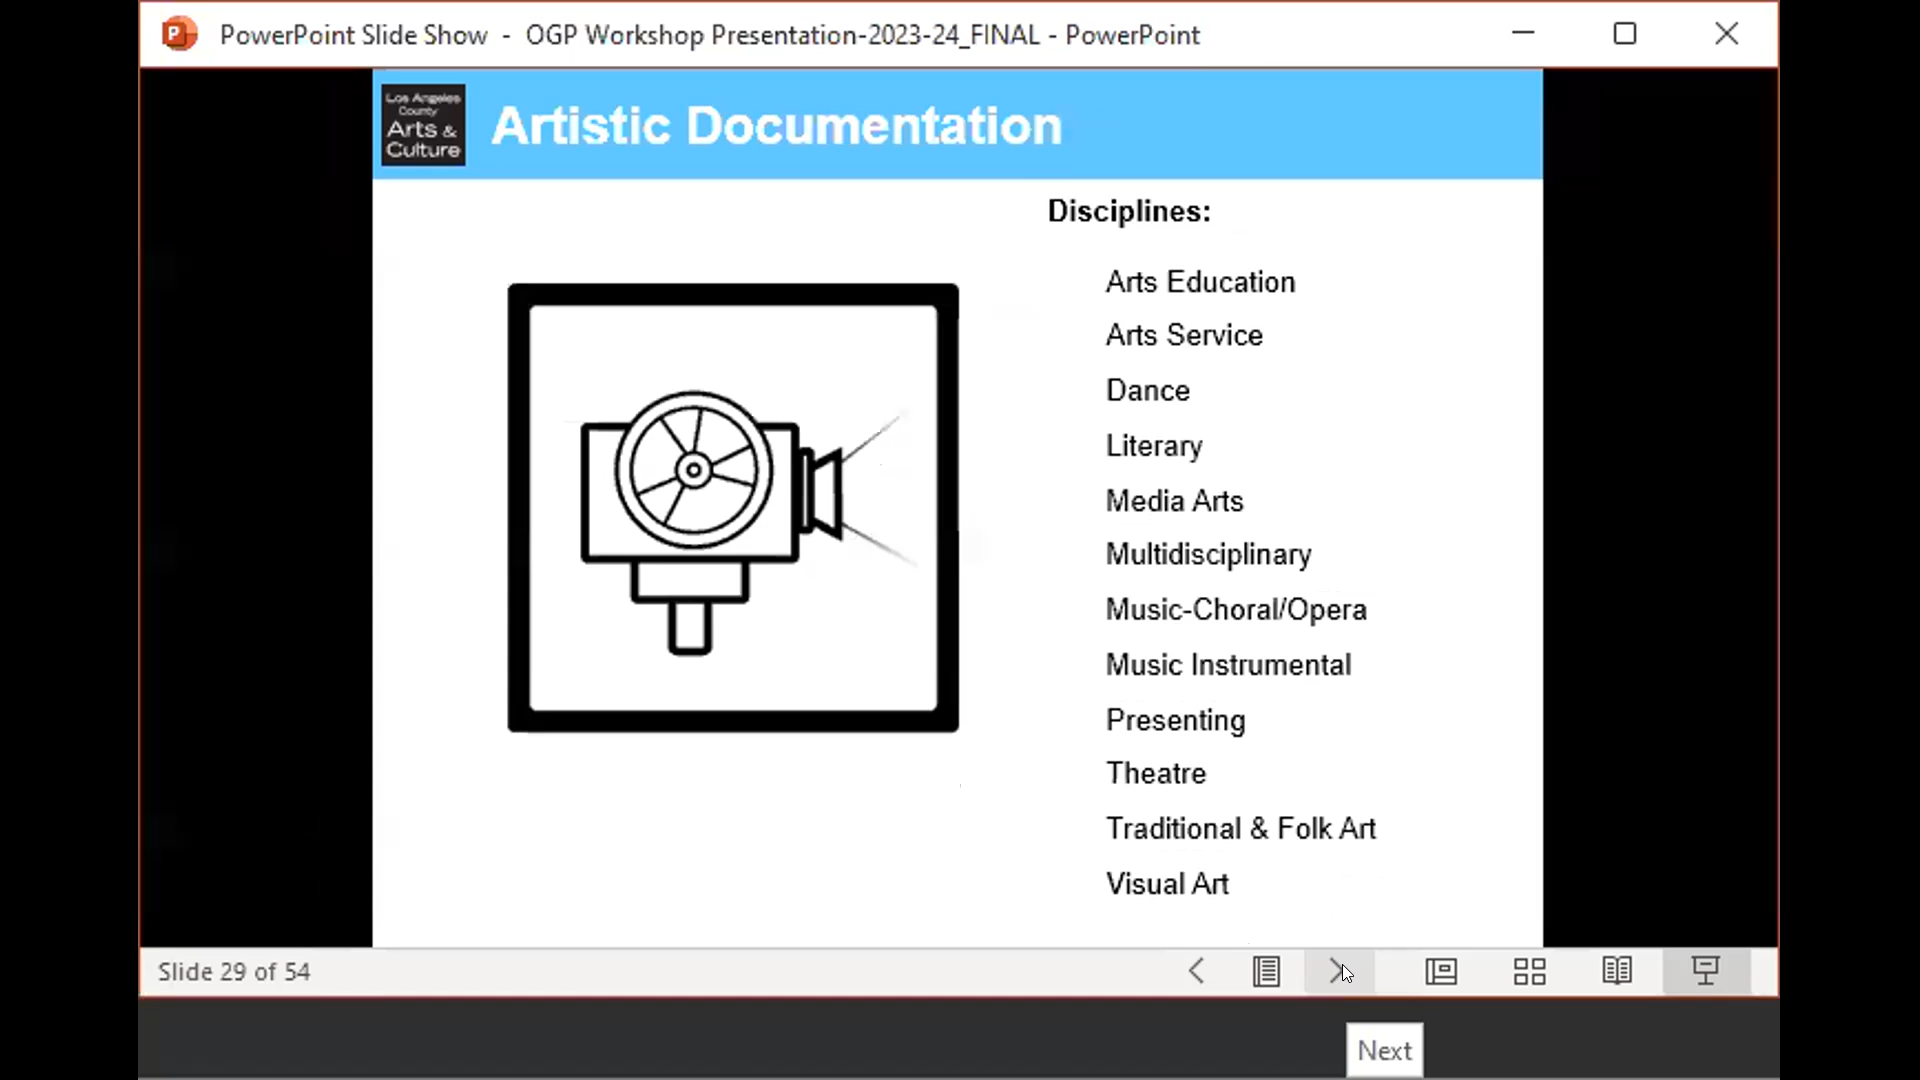 PowerPoint Slide Show - OGP Workshop Presentation-2023-24_FINAL - PowerPoint
Los Angeles
County
Arts &
Culture
Artistic Documentation
Disciplines:
Arts Education
Arts Service
Dance
Literary
Media Arts
Multidisciplinary
Music-Choral/Opera
Music Instrumental
Presenting
Theatre
Traditional & Folk Art
Visual Art
Slide 29 of 54
Next